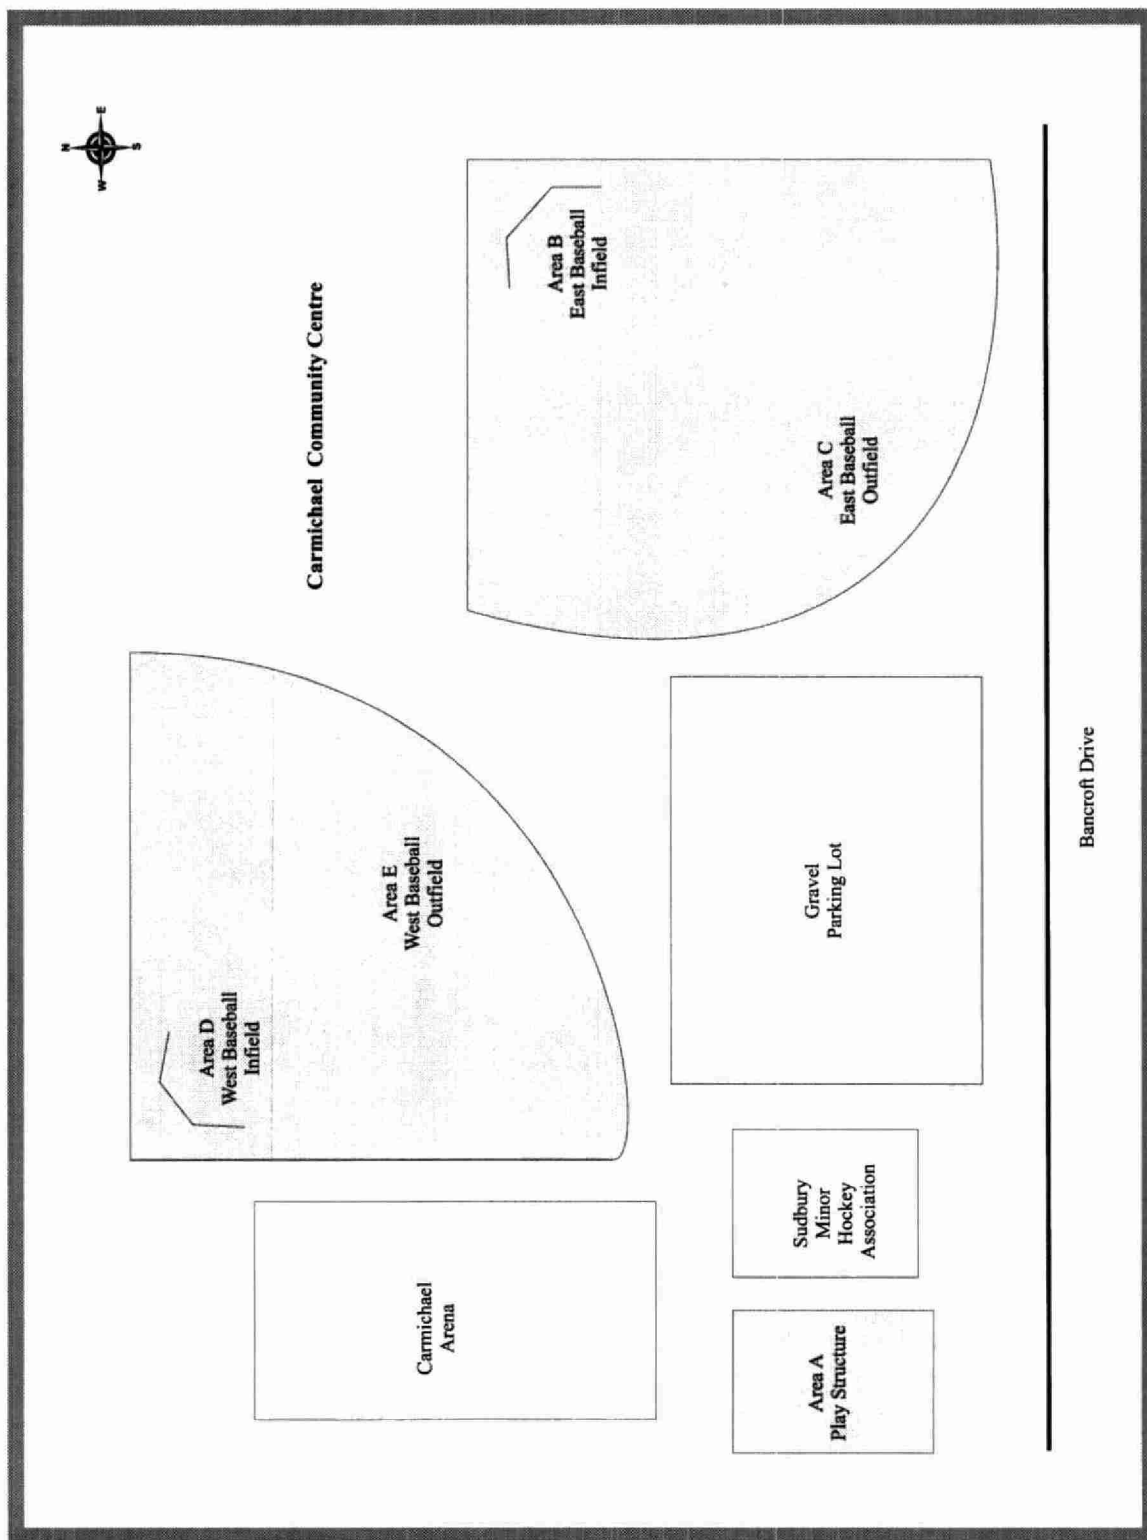 N
W
E
S
Carmichael Community Centre
Area D
West Baseball
Infield
Area E
West Baseball
Outfield
Area B
East Baseball
Infield
Area C
East Baseball
Outfield
Carmichael
Arena
Area A
Play Structure
Sudbury
Minor
Hockey
Association
Gravel
Parking Lot
Bancroft Drive